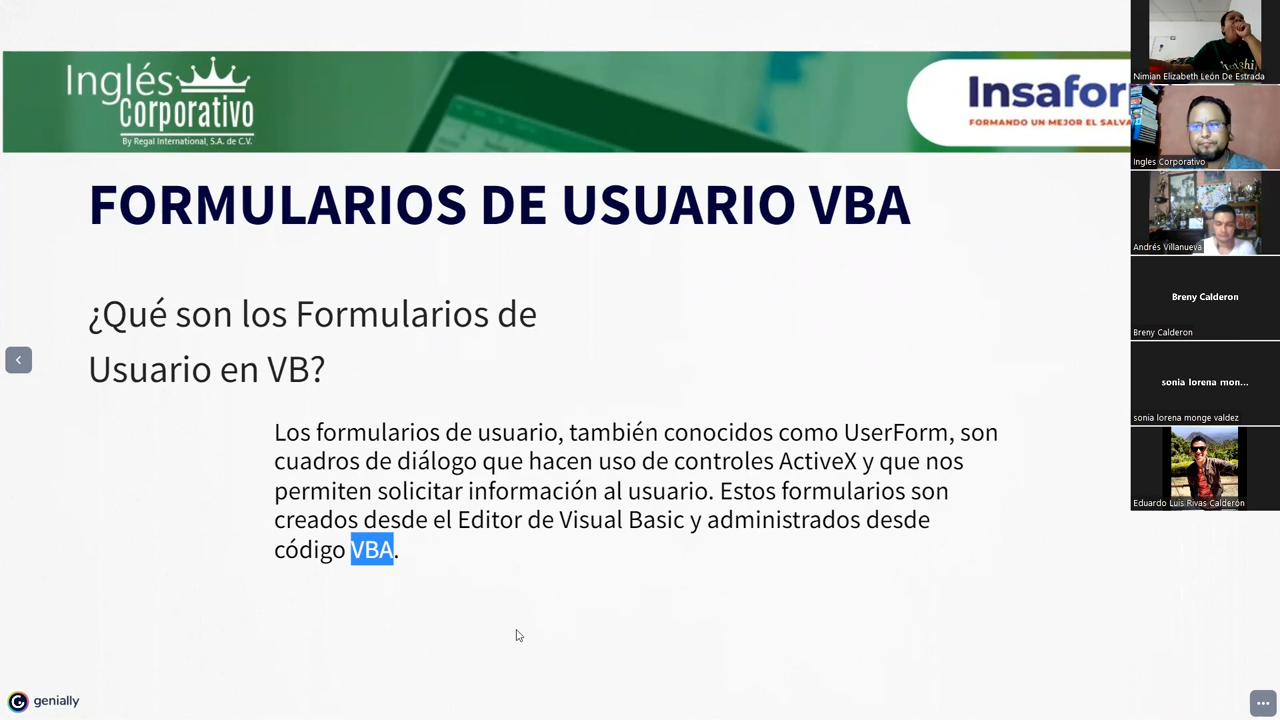 Inglés
Corporativo
By Regal International, S.A. de C.V.
Insafor
FORMANDO UN MEJOR EL SALVA
FORMULARIOS DE USUARIO VBA
¿Qué son los Formularios de
Usuario en VB?
Los formularios de usuario, también conocidos como UserForm, son
cuadros de diálogo que hacen uso de controles ActiveX y que nos
permiten solicitar información al usuario. Estos formularios son
creados desde el Editor de Visual Basic y administrados desde
código VBA.
genially
Nimian Elizabeth León De Estrada
Ingles Corporativo
Andrés Villanueva
Breny Calderon
Breny Calderon
sonia lorena mon...
sonia lorena monge valdez
Eduardo Luis Rivas Calderón